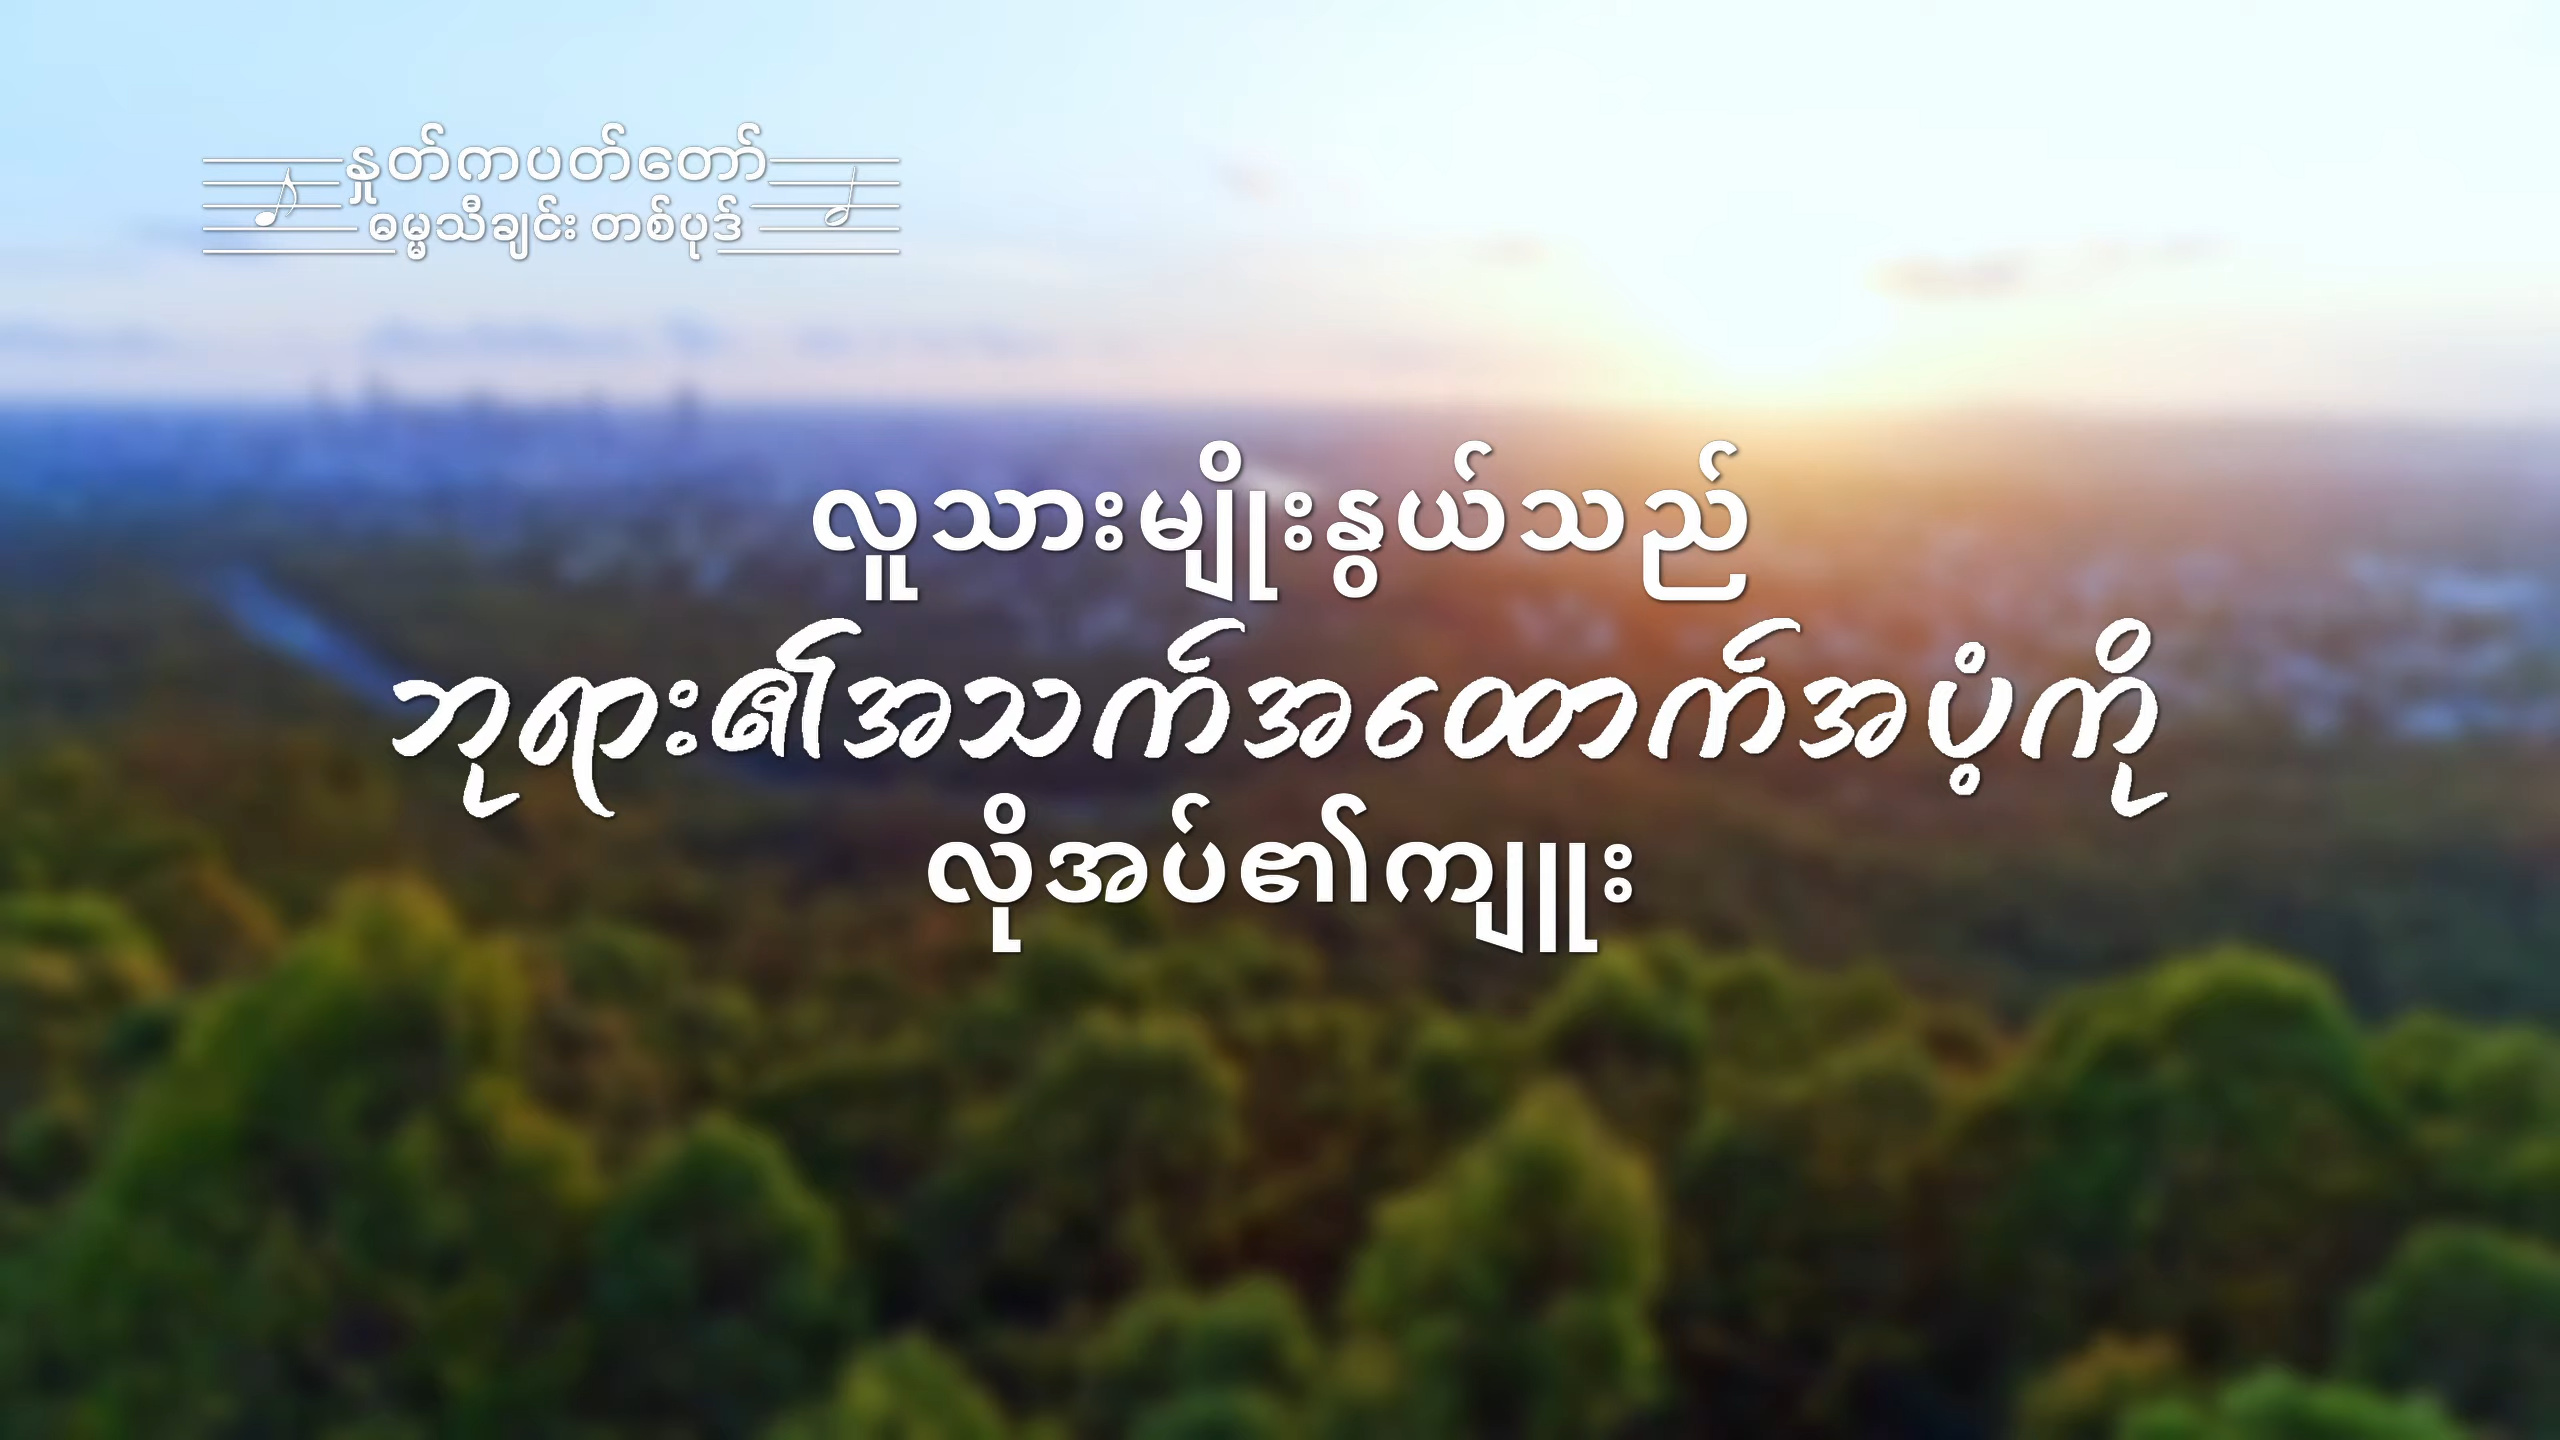 နှုတ်ကပတ်တော်
ဓမ္မသီချင်း တစ်ပုဒ်
လူသားမျိုးနွယ်သည်
ဘုရား၏အသက်အထောက်အပံ့ကို
လိုအပ်၏ကျူး